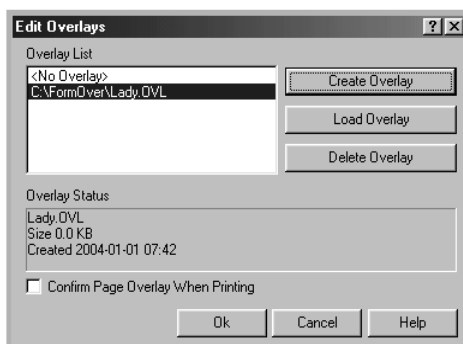 Edit Overlays
Overlay List
<No Overlay>
C:\FormOver\Lady.OVL
Create Overlay
Load Overlay
Delete Overlay
Overlay Status
Lady.OVL
Size 0.0 KB
Created 2004-01-01 07:42
Confirm Page Overlay When Printing
Ok Cancel Help